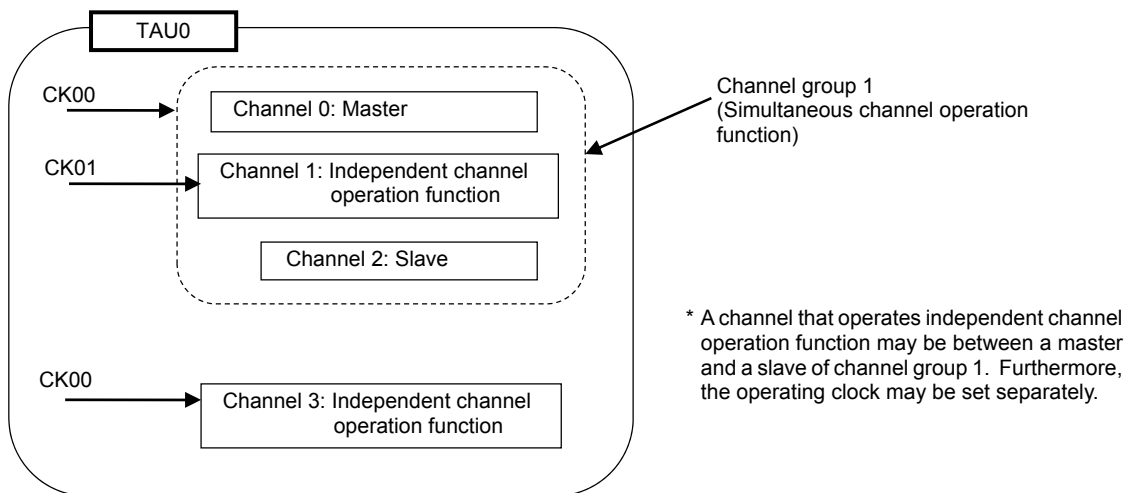 TAU0
CK00
Channel 0: Master
CK01
Channel 1: Independent channel
operation function
Channel 2: Slave
Channel group 1
(Simultaneous channel operation
function)
* A channel that operates independent channel
operation function may be between a master
and a slave of channel group 1. Furthermore,
the operating clock may be set separately.
CK00
Channel 3: Independent channel
operation function